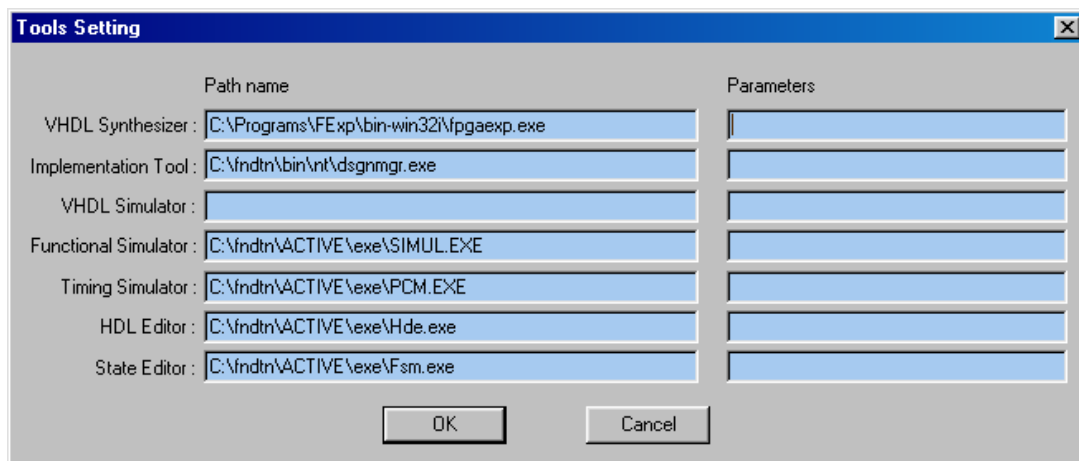 Tools Setting
Path name Parameters
VHDL Synthesizer : C:\Programs\FExp\bin-win32i\fpgaexp.exe
Implementation Tool : C:\fndtn\bin\nt\dsgnmgr.exe
VHDL Simulator :
Functional Simulator : C:\fndtn\ACTIVE\exe\SIMUL.EXE
Timing Simulator : C:\fndtn\ACTIVE\exe\PCM.EXE
HDL Editor : C:\fndtn\ACTIVE\exe\Hde.exe
State Editor : C:\fndtn\ACTIVE\exe\Fsm.exe
OK Cancel